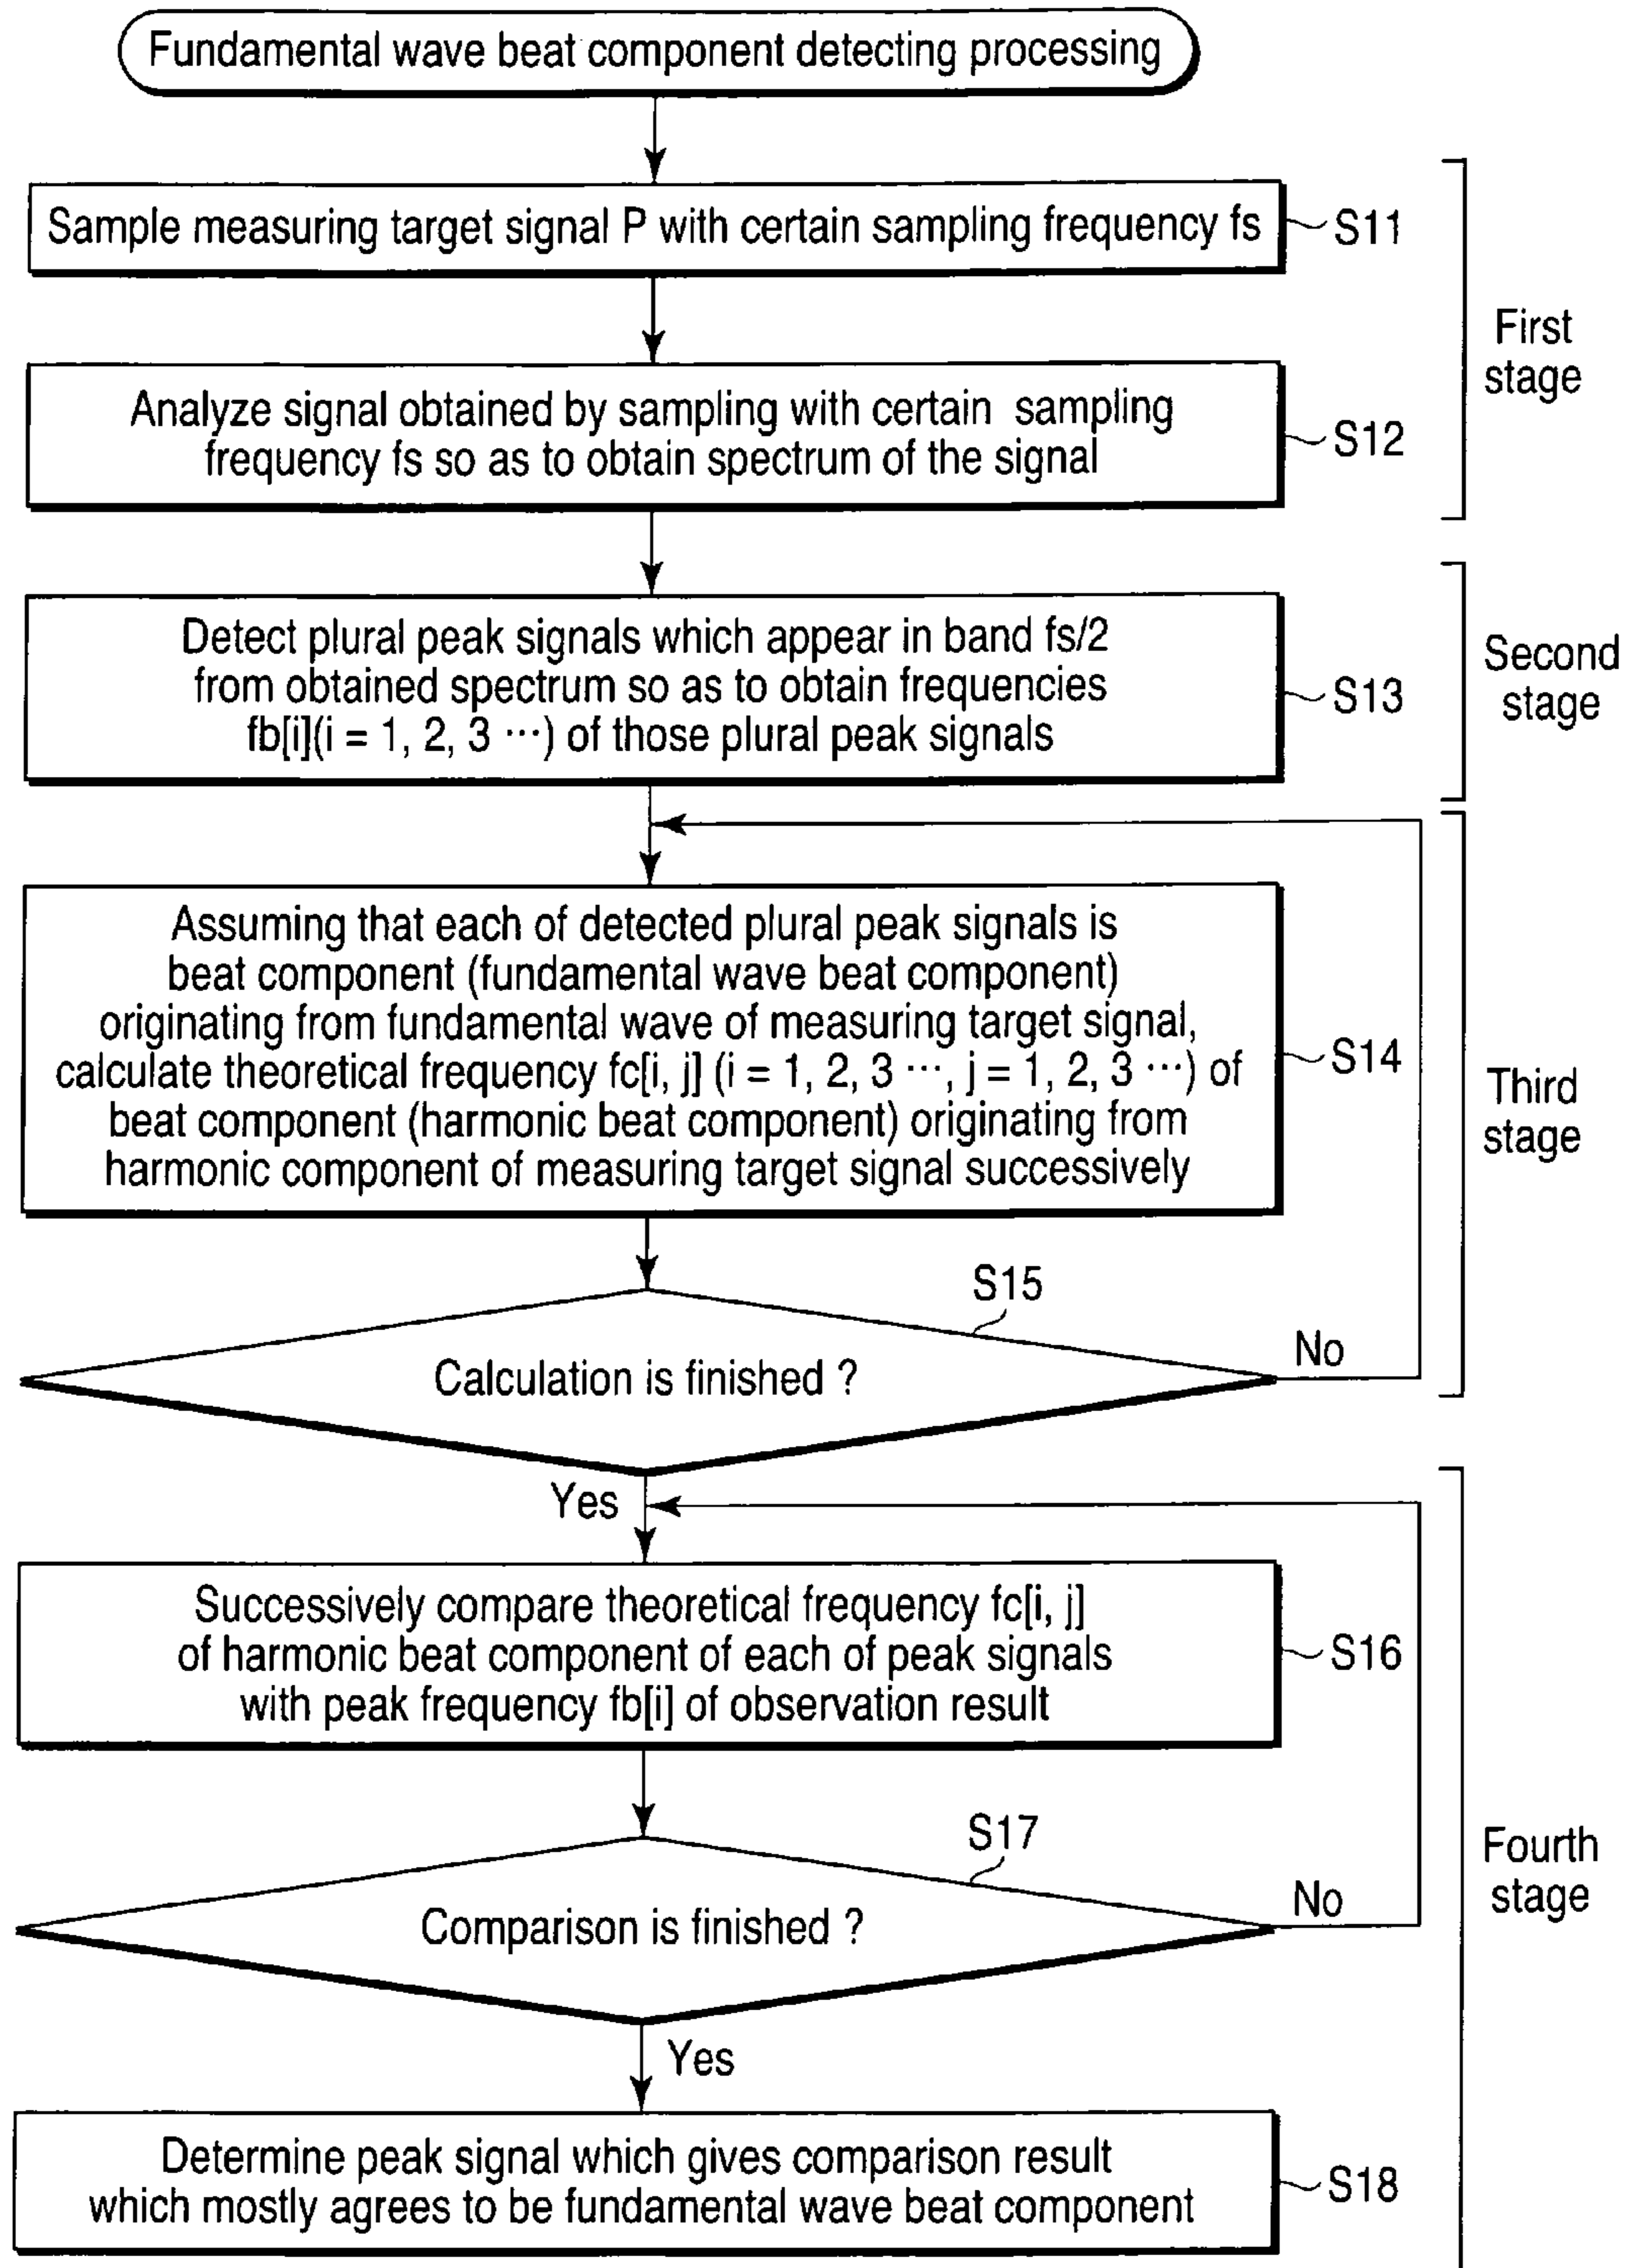 Fundamental wave beat component detecting processing
Sample measuring target signal P with certain sampling frequency fs
S11
First
stage
Analyze signal obtained by sampling with certain sampling
frequency fs so as to obtain spectrum of the signal
S12
Detect plural peak signals which appear in band fs/2
from obtained spectrum so as to obtain frequencies
fb[i](i = 1, 2, 3 ···) of those plural peak signals
S13
Second
stage
Assuming that each of detected plural peak signals is
beat component (fundamental wave beat component)
originating from fundamental wave of measuring target signal,
calculate theoretical frequency fc[i, j] (i = 1, 2, 3 ···, j = 1, 2, 3 ···) of
beat component (harmonic beat component) originating from
harmonic component of measuring target signal successively
S14
Third
stage
S15
Calculation is finished ?
No
Yes
Successively compare theoretical frequency fc[i, j]
of harmonic beat component of each of peak signals
with peak frequency fb[i] of observation result
S16
S17
Comparison is finished ?
No
Fourth
stage
Yes
Determine peak signal which gives comparison result
which mostly agrees to be fundamental wave beat component
S18